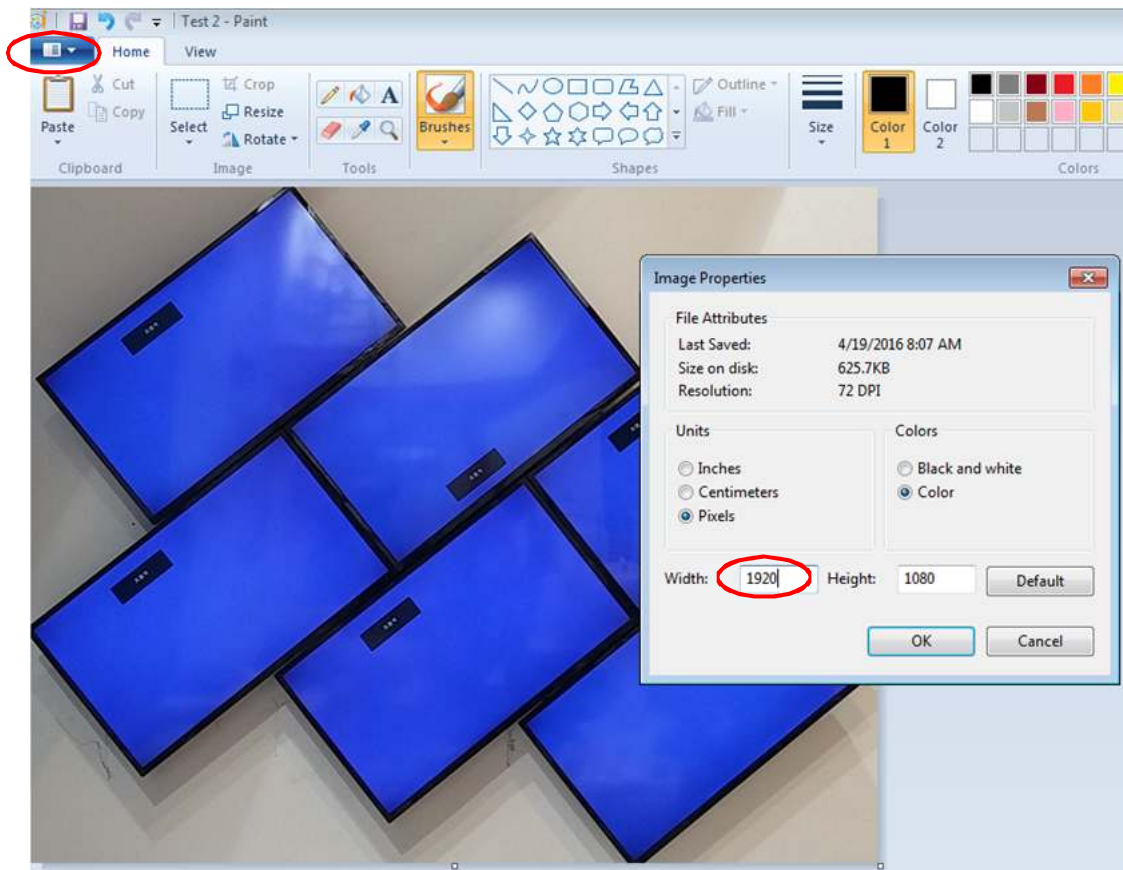 Test 2 - Paint
Home View
Cut
Copy
Paste
Clipboard
Select
Crop
Resize
Rotate
Image
A
Tools
Brushes
Outline
Fill
Shapes
Size
Color
1
Color
2
Colors
Image Properties
File Attributes
Last Saved: 4/19/2016 8:07 AM
Size on disk: 625.7KB
Resolution: 72 DPI
Units Colors
Inches Black and white
Centimeters Color
Pixels
Width: 1920 Height: 1080 Default
OK Cancel